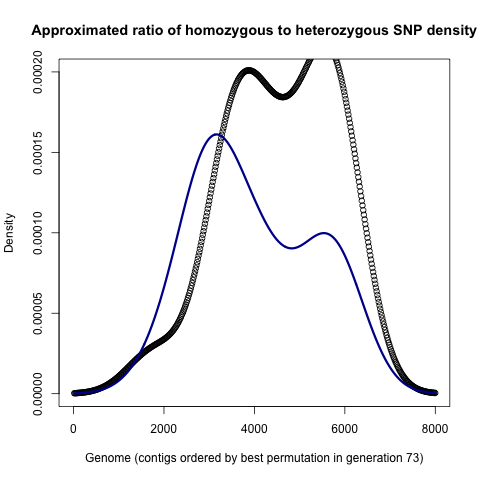 Approximated ratio of homozygous to heterozygous SNP density
Density
0.00020
0.00015
0.00010
0.00005
0.00000
0 2000 4000 6000 8000
Genome (contigs ordered by best permutation in generation 73)